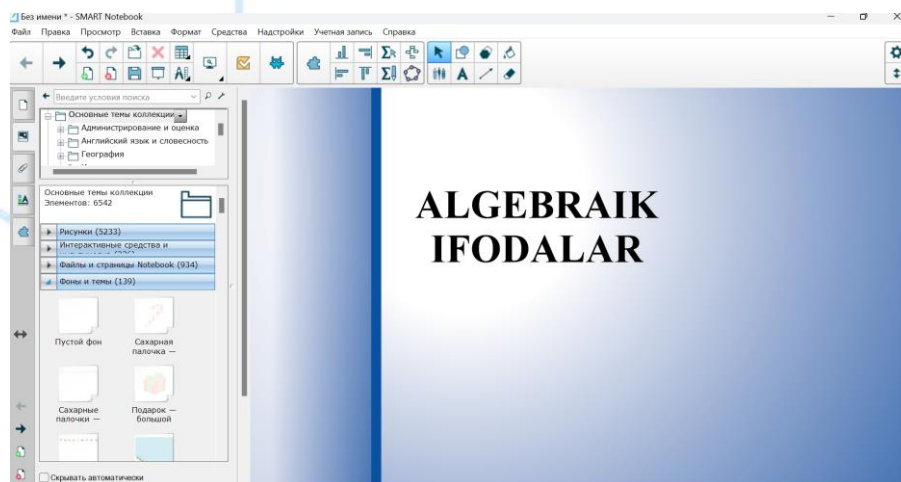 Без имени * - SMART Notebook
Файл Правка Просмотр Вставка Формат Средства Надстройки Учетная запись Справка
Введите условия поиска
Основные темы коллекции
Администрирование и оценка
Английский язык и словесность
География
Основные темы коллекции
Элементов: 6542
Рисунки (5233)
Интерактивные средства и
Файлы и страницы Notebook (934)
Фоны и темы (139)
Пустой фон
Сахарная
палочка —
Сахарные
палочки —
Подарок —
большой
Скрывать автоматически
ALGEBRAIK
IFODALAR